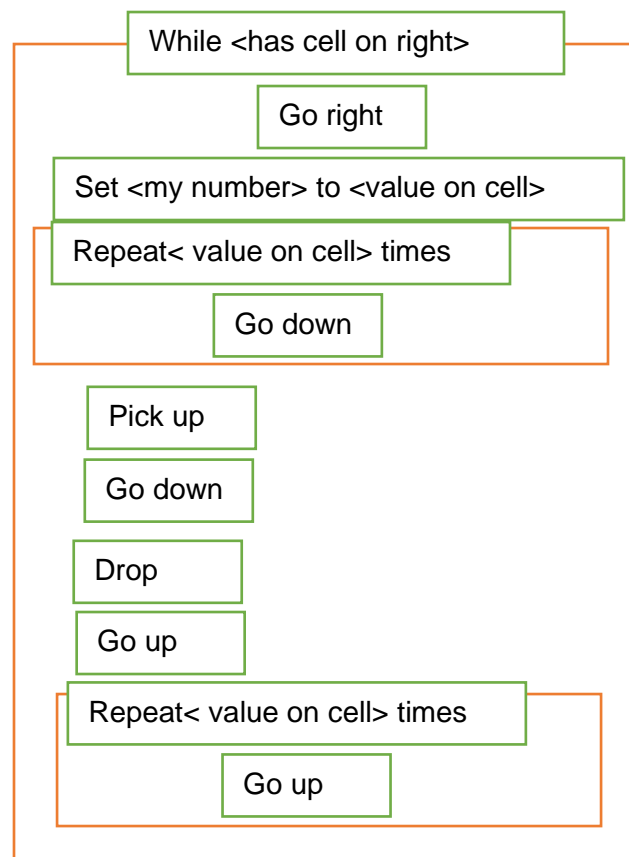 While <has cell on right>
Go right
Set <my number> to <value on cell>
Repeat< value on cell> times
Go down
Pick up
Go down
Drop
Go up
Repeat< value on cell> times
Go up